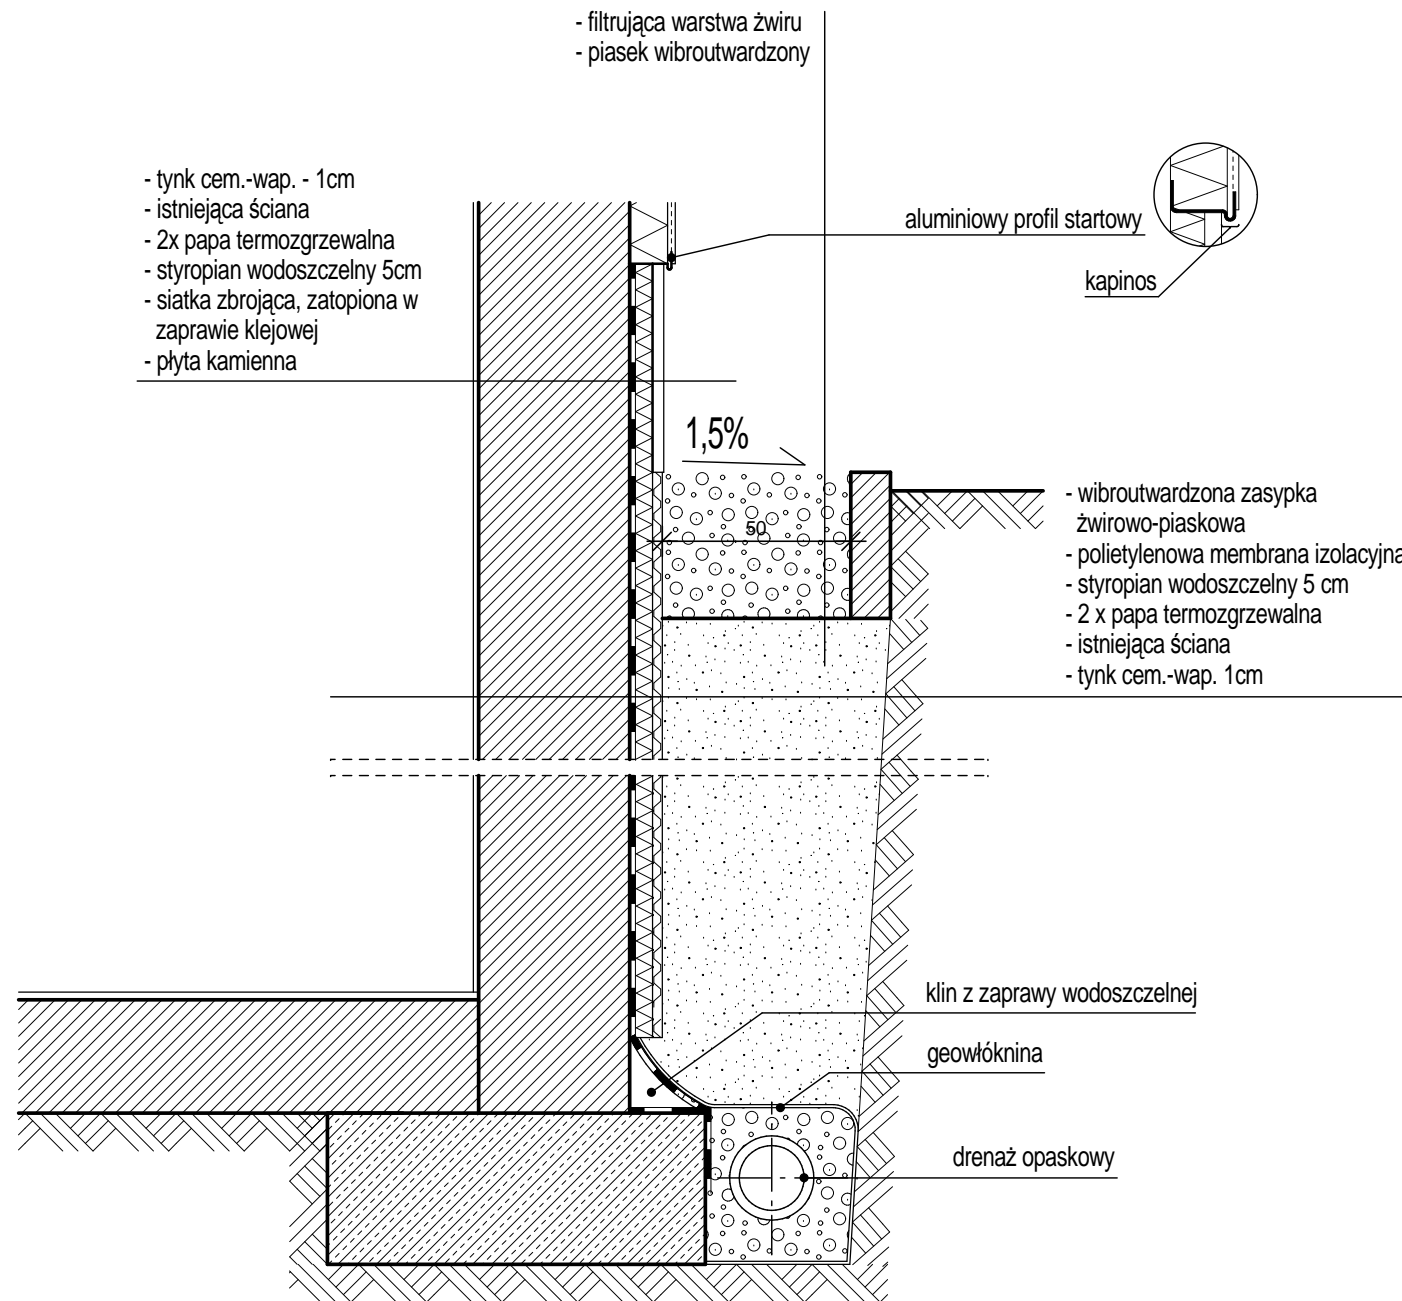 - filtrująca warstwa żwiru
- piasek wibroutwardzony
- tynk cem.-wap. - 1cm
- istniejąca ściana
- 2x papa termozgrzewalna
- styropian wodoszczelny 5cm
- siatka zbrojąca, zatopiona w
zaprawie klejowej
- płyta kamienna
aluminiowy profil startowy
kapinos
1,5%
50
- wibroutwardzona zasypka
żwirowo-piaskowa
- polietylenowa membrana izolacyjna
- styropian wodoszczelny 5 cm
- 2 x papa termozgrzewalna
- istniejąca ściana
- tynk cem.-wap. 1cm
klin z zaprawy wodoszczelnej
geowłóknina
drenaż opaskowy